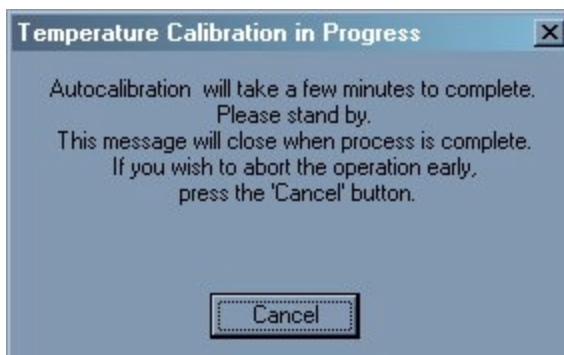 Temperature Calibration in Progress
Autocalibration  will take a few minutes to complete.
Please stand by.
This message will close when process is complete.
If you wish to abort the operation early,
press the 'Cancel' button.
Cancel